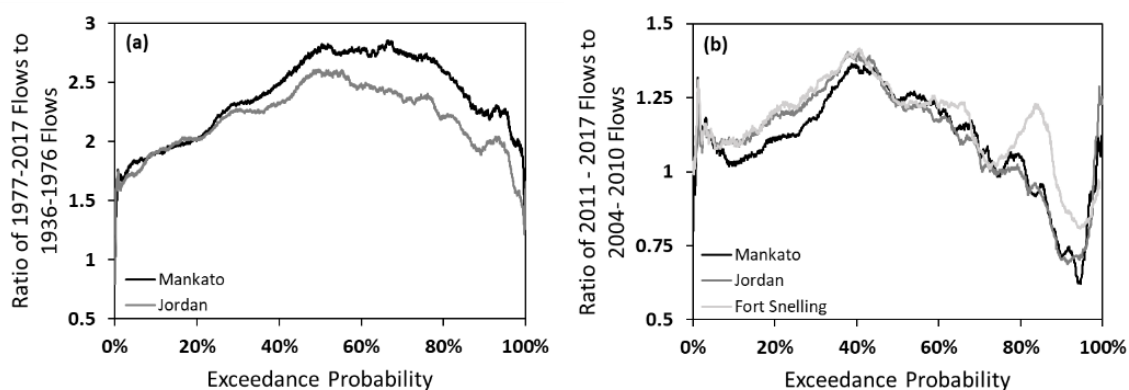 Ratio of 1977-2017 Flows to
1936-1976 Flows
3
2.5
2
1.5
1
0.5
(a)
Mankato
Jordan
0%
20%
40%
60%
80%
100%
Exceedance Probability
Ratio of 2011 - 2017 Flows to
2004- 2010 Flows
1.5
1.25
1
0.75
0.5
(b)
Mankato
Jordan
Fort Snelling
0%
20%
40%
60%
80%
100%
Exceedance Probability